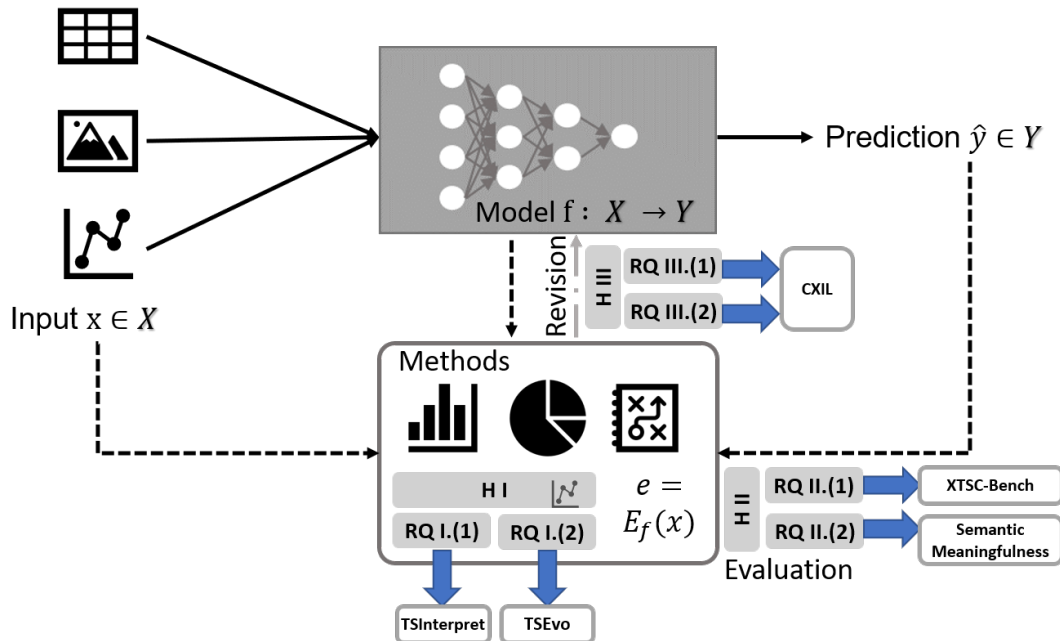 Prediction ŷ ∈ Y
Model f : X → Y
Input x ∈ X
Revision
H III
RQ III.(1)
RQ III.(2)
CXIL
Methods
H I
e =
E_f(x)
RQ I.(1)
RQ I.(2)
TSInterpret
TSEvo
H II
RQ II.(1)
RQ II.(2)
XTSC-Bench
Semantic
Meaningfulness
Evaluation